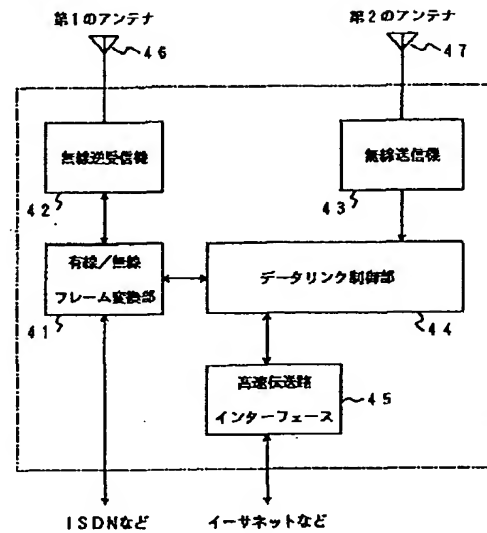 第1のアンテナ
第2のアンテナ
46
47
無線逆受信機
無線送信機
42
43
有線/無線
フレーム変換部
データリンク制御部
41
44
高速伝送路
インターフェース
45
ISDNなど
イーサネットなど